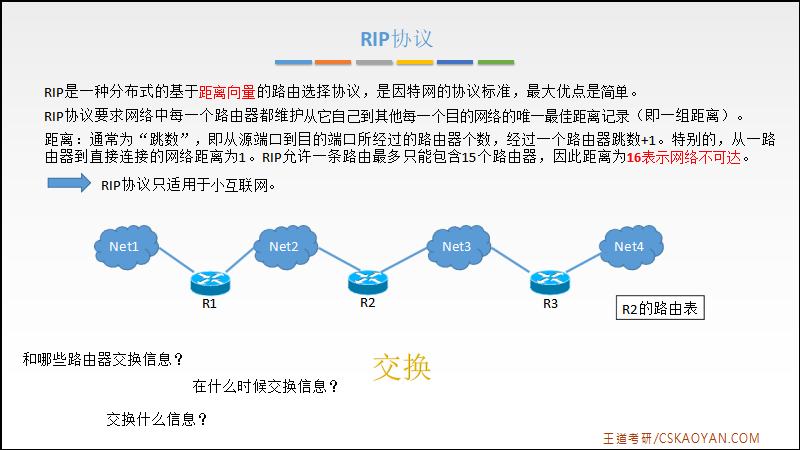 RIP协议
RIP是一种分布式的基于距离向量的路由选择协议，是因特网的协议标准，最大优点是简单。
RIP协议要求网络中每一个路由器都维护从它自己到其他每一个目的网络的唯一最佳距离记录（即一组距离）。
距离：通常为“跳数”，即从源端口到目的端口所经过的路由器个数，经过一个路由器跳数+1。特别的，从一路
由器到直接连接的网络距离为1。RIP允许一条路由最多只能包含15个路由器，因此距离为16表示网络不可达。
RIP协议只适用于小互联网。
Net1
Net2
Net3
Net4
R1
R2
R3
R2的路由表
和哪些路由器交换信息？
交换
在什么时候交换信息？
交换什么信息？
王道考研/CSKAOYAN.COM